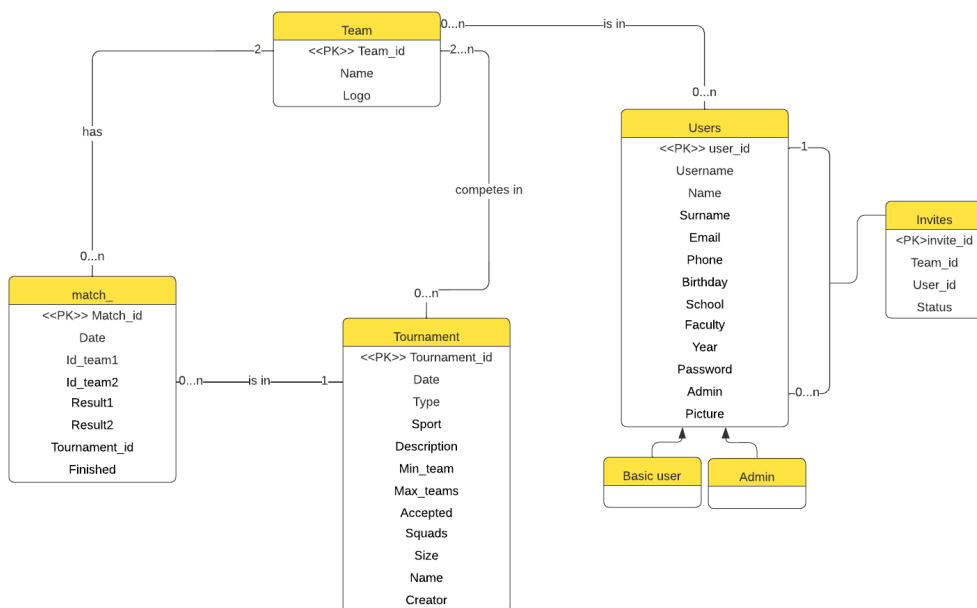 Team
<<PK>> Team_id
Name
Logo
0...n
is in
0...n
2
2...n
has
competes in
0...n
0...n
Users
<<PK>> user_id
Username
Name
Surname
Email
Phone
Birthday
School
Faculty
Year
Password
Admin
Picture
1
0...n
Invites
<PK>invite_id
Team_id
User_id
Status
Basic user
Admin
match_
<<PK>> Match_id
Date
Id_team1
Id_team2
Result1
Result2
Tournament_id
Finished
0...n
is in
1
Tournament
<<PK>> Tournament_id
Date
Type
Sport
Description
Min_team
Max_teams
Accepted
Squads
Size
Name
Creator